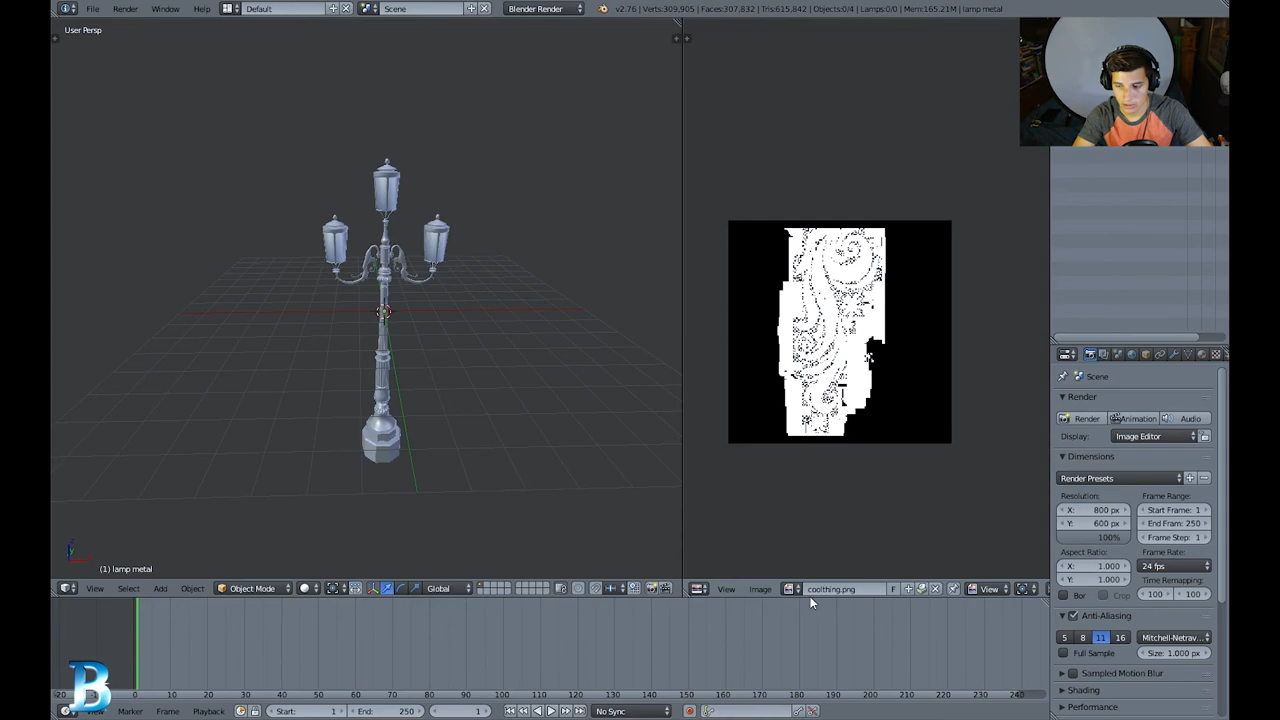 File Render Window Help Default Scene Blender Render v2.76 | Verts:309,905 | Faces:307,832 | Tris:615,842 | Objects:0/4 | Lamps:0/0 | Mem:165.21M | lamp metal
User Persp
(1) lamp metal
View Select Add Object Object Mode Global
View Image coolthing.png F View
Scene
Render
Render Animation Audio
Display: Image Editor
Dimensions
Render Presets
Resolution: Frame Range:
X: 800 px Start Frame: 1
Y: 600 px End Fram: 250
100% Frame Step: 1
Aspect Ratio: Frame Rate:
X: 1.000 24 fps
Y: 1.000 Time Remapping:
Bor Crop 100 100
Anti-Aliasing
5 8 11 16 Mitchell-Netrav...
Full Sample Size: 1.000 px
Sampled Motion Blur
Shading
Performance
-20 0 10 20 30 40 50 60 70 80 90 100 110 120 130 140 150 160 170 180 190 200 210 220 230 240
B
Marker Frame Playback Start: 1 End: 250 1 No Sync